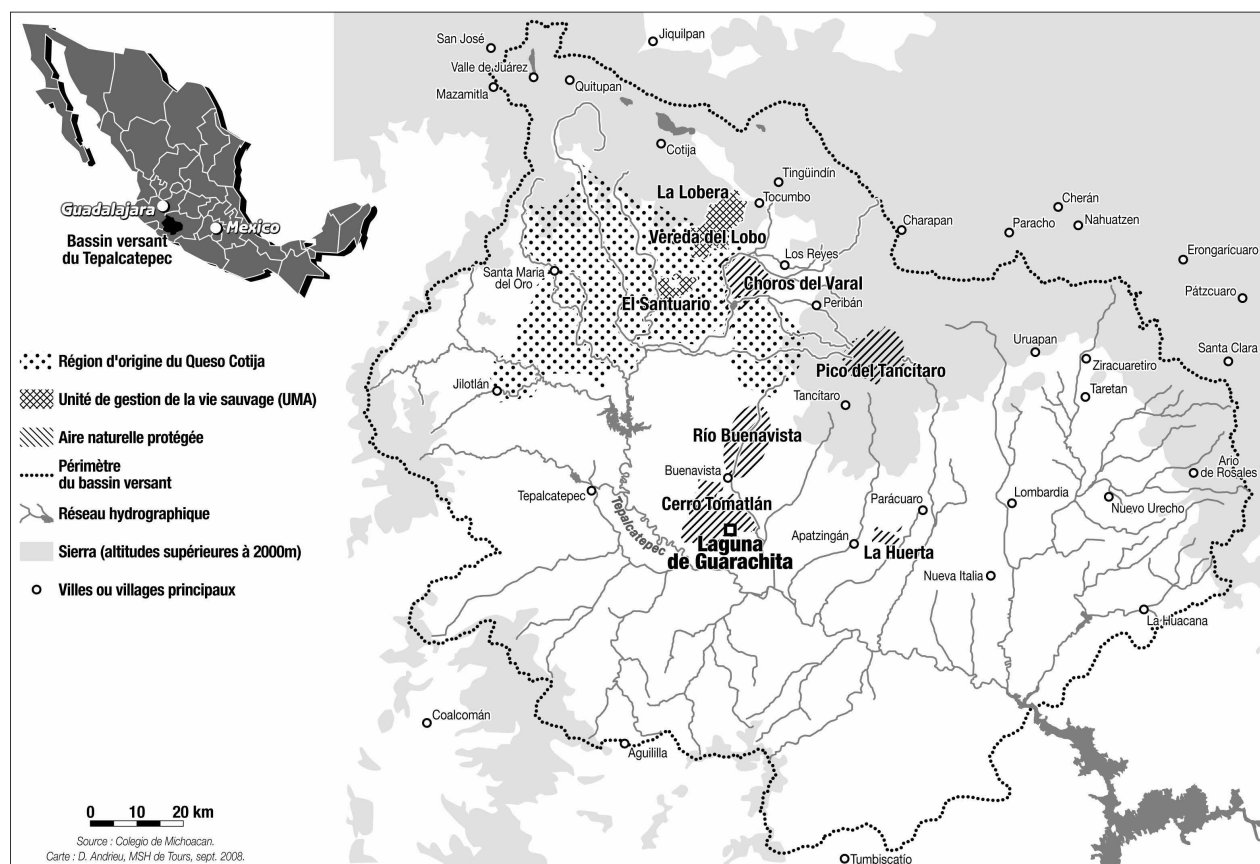 Guadalajara
Mexico
Bassin versant
du Tepalcatepec
Région d'origine du Queso Cotija
Unité de gestion de la vie sauvage (UMA)
Aire naturelle protégée
Périmètre
du bassin versant
Réseau hydrographique
Sierra (altitudes supérieures à 2000m)
Villes ou villages principaux
0 10 20 km
Source : Colegio de Michoacan.
Carte : D. Andrieu, MSH de Tours, sept. 2008.
San José
Jiquilpan
Valle de Juárez
Mazamitla
Quitupan
Cotija
Tingüindín
La Lobera
Tocumbo
Cherán
Charapan
Paracho
Nahuatzen
Vereda del Lobo
Erongarícuaro
Los Reyes
Santa Maria
del Oro
Choros del Varal
El Santuario
Pátzcuaro
Peribán
Uruapan
Santa Clara
Ziracuaretiro
Pico del Tancítaro
Jilotlán
Tancítaro
Taretan
Río Buenavista
Buenavista
Ario
de Rosales
Tepalcatepec
Tepalcatepec
Cerro Tomatlán
Parácuaro
Lombardia
Nuevo Urecho
Laguna
de Guarachita
Apatzingán
La Huerta
Nueva Italia
La Huacana
Coalcomán
Aguililla
Tumbiscatío